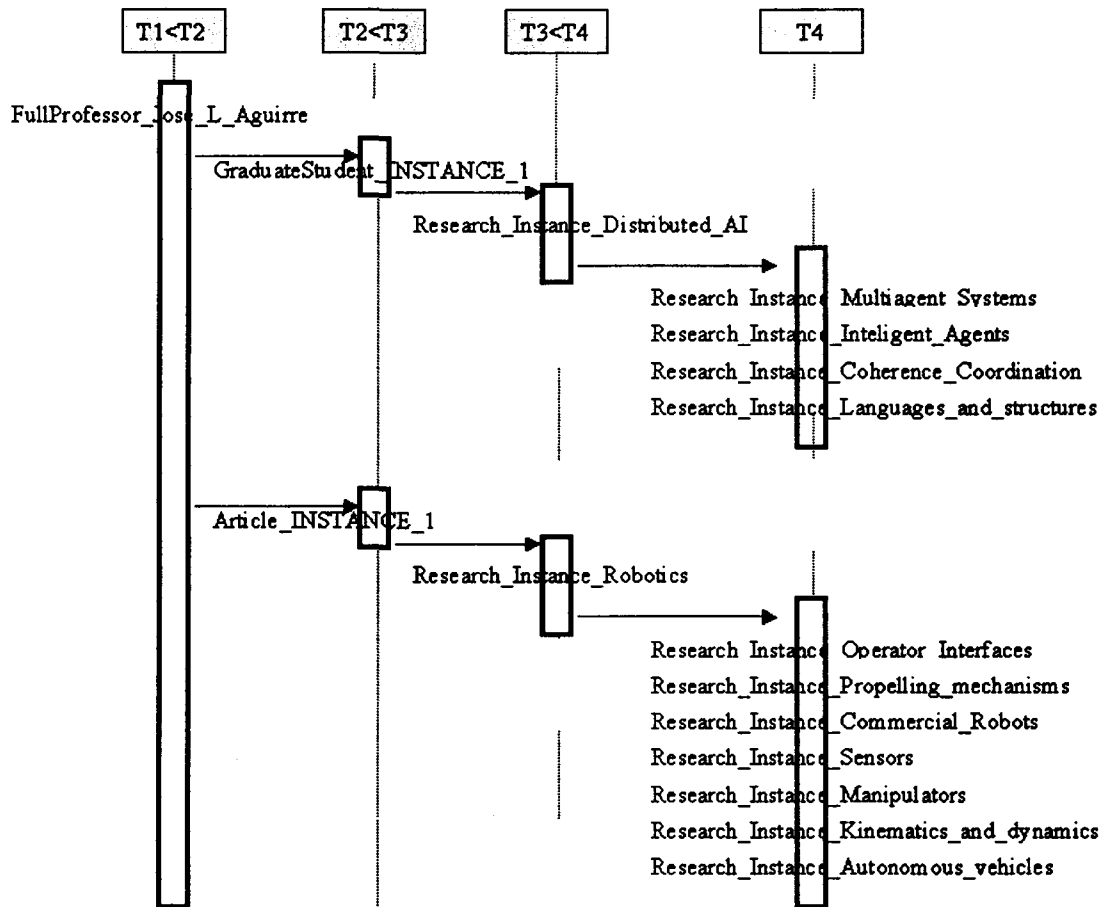 T1<T2
T2<T3
T3<T4
T4
FullProfessor_Jose_L_Aguirre
GraduateStudent_INSTANCE_1
Research_Instance_Distributed_AI
Research_Instance_Multiagent_Systems
Research_Instance_Inteligent_Agents
Research_Instance_Coherence_Coordination
Research_Instance_Languages_and_structures
Article_INSTANCE_1
Research_Instance_Robotics
Research_Instance_Operator_Interfaces
Research_Instance_Propelling_mechanisms
Research_Instance_Commercial_Robots
Research_Instance_Sensors
Research_Instance_Manipulators
Research_Instance_Kinematics_and_dynamics
Research_Instance_Autonomous_vehicles